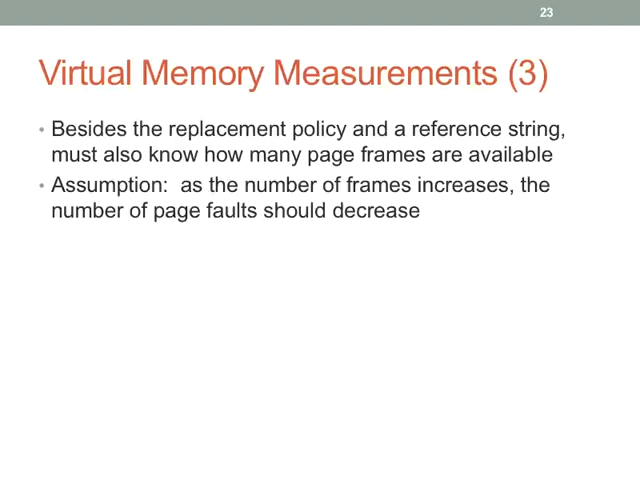 23
Virtual Memory Measurements (3)
• Besides the replacement policy and a reference string,
must also know how many page frames are available
• Assumption:  as the number of frames increases, the
number of page faults should decrease